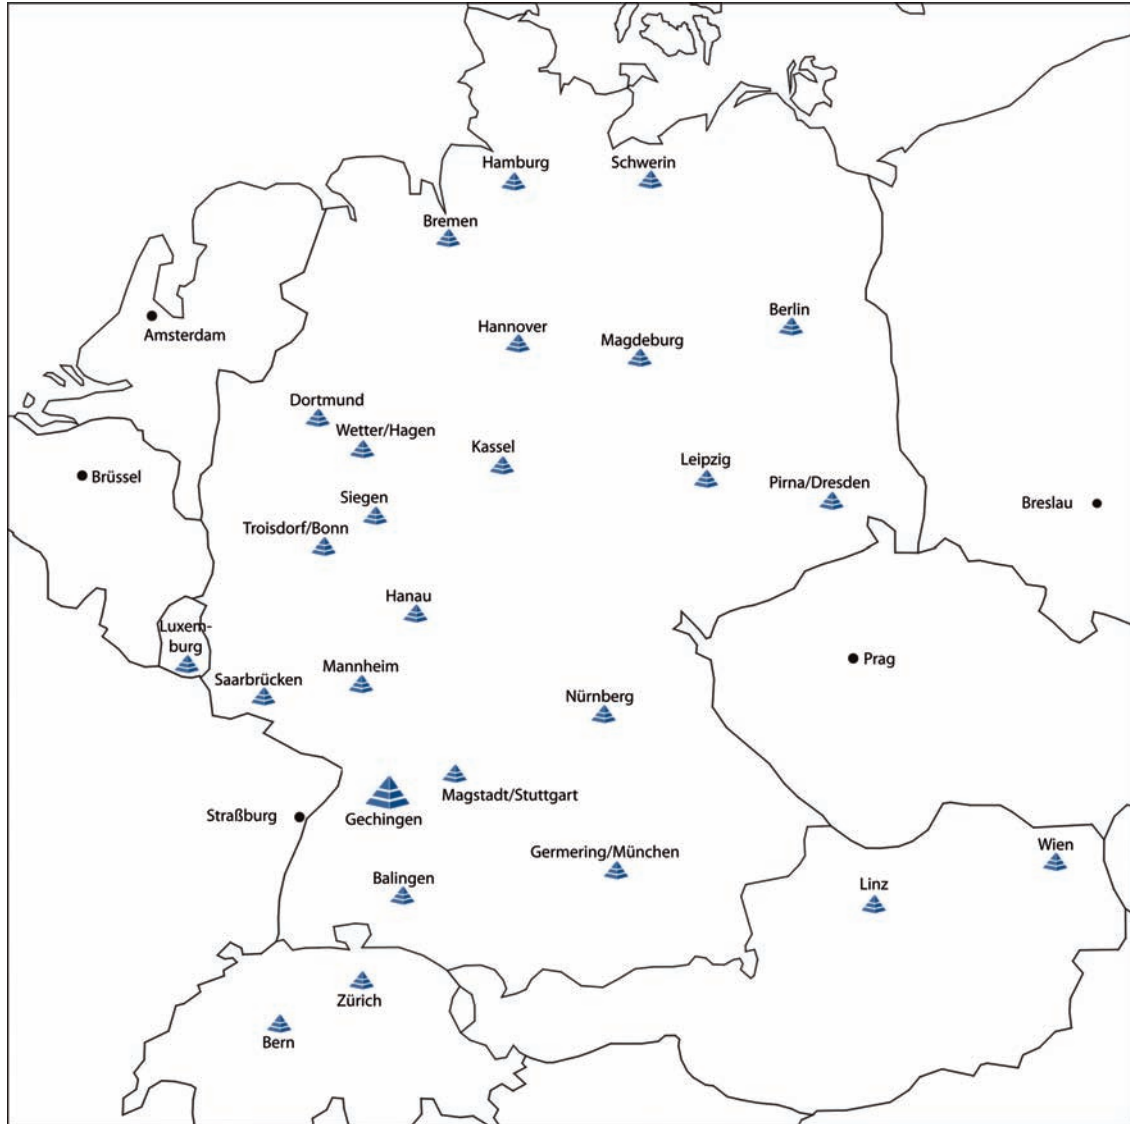 Hamburg
Schwerin
Bremen
Berlin
Hannover
Magdeburg
Amsterdam
Dortmund
Wetter/Hagen
Kassel
Leipzig
Brüssel
Pirna/Dresden
Siegen
Breslau
Troisdorf/Bonn
Hanau
Luxem-
burg
Prag
Mannheim
Saarbrücken
Nürnberg
Magstadt/Stuttgart
Straßburg
Gechingen
Wien
Germering/München
Balingen
Linz
Zürich
Bern